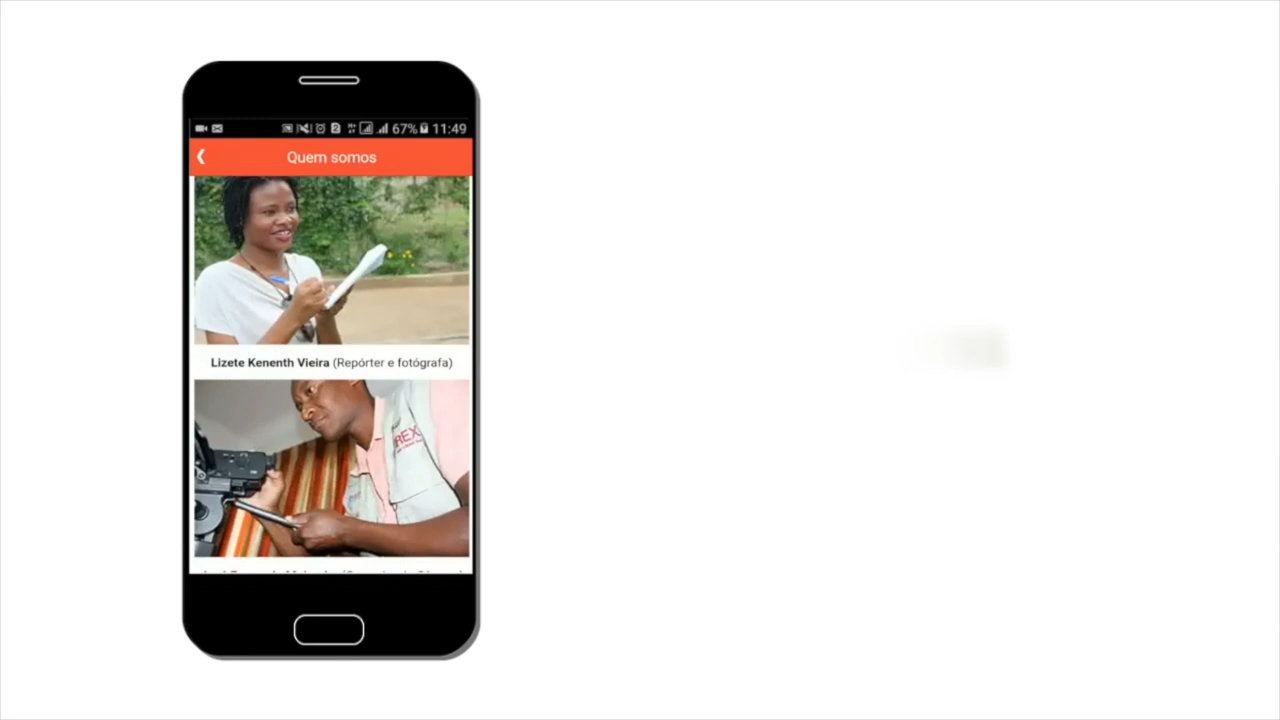 67% 11:49
Quem somos
Lizete Kenenth Vieira (Repórter e fotógrafa)
REX